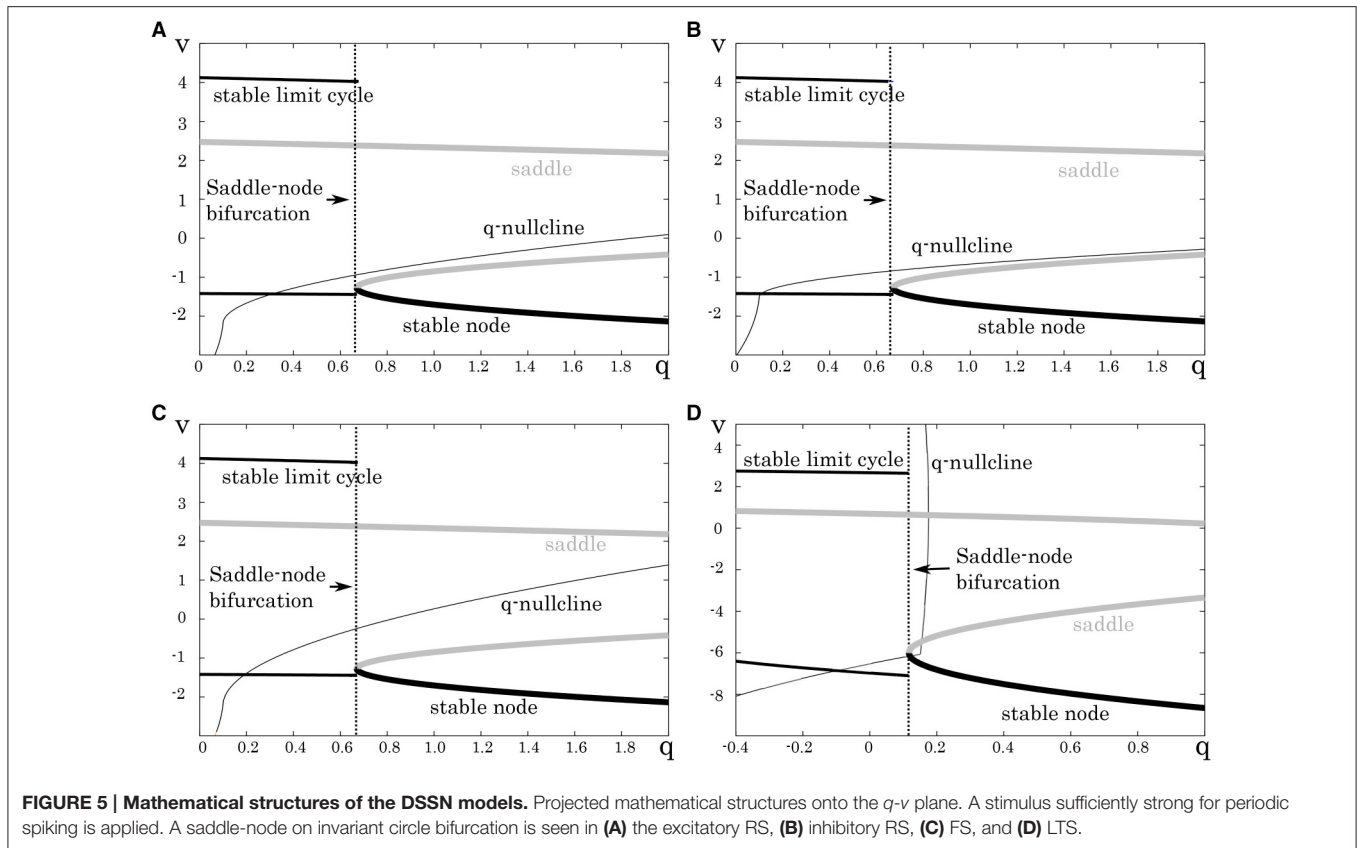 A
v
4
3
2
1
0
-1
-2
stable limit cycle
saddle
Saddle-node
bifurcation
q-nullcline
stable node
0 0.2 0.4 0.6 0.8 1.0 1.2 1.4 1.6 1.8 q
B
v
4
3
2
1
0
-1
-2
stable limit cycle
saddle
Saddle-node
bifurcation
q-nullcline
stable node
0 0.2 0.4 0.6 0.8 1.0 1.2 1.4 1.6 1.8 q
C
v
4
3
2
1
0
-1
-2
stable limit cycle
saddle
Saddle-node
bifurcation
q-nullcline
stable node
0 0.2 0.4 0.6 0.8 1.0 1.2 1.4 1.6 1.8 q
D
v
4
2
0
-2
-4
-6
-8
stable limit cycle
q-nullcline
Saddle-node
bifurcation
saddle
stable node
-0.4 -0.2 0 0.2 0.4 0.6 0.8 q
FIGURE 5 | Mathematical structures of the DSSN models. Projected mathematical structures onto the q-v plane. A stimulus sufficiently strong for periodic
spiking is applied. A saddle-node on invariant circle bifurcation is seen in (A) the excitatory RS, (B) inhibitory RS, (C) FS, and (D) LTS.